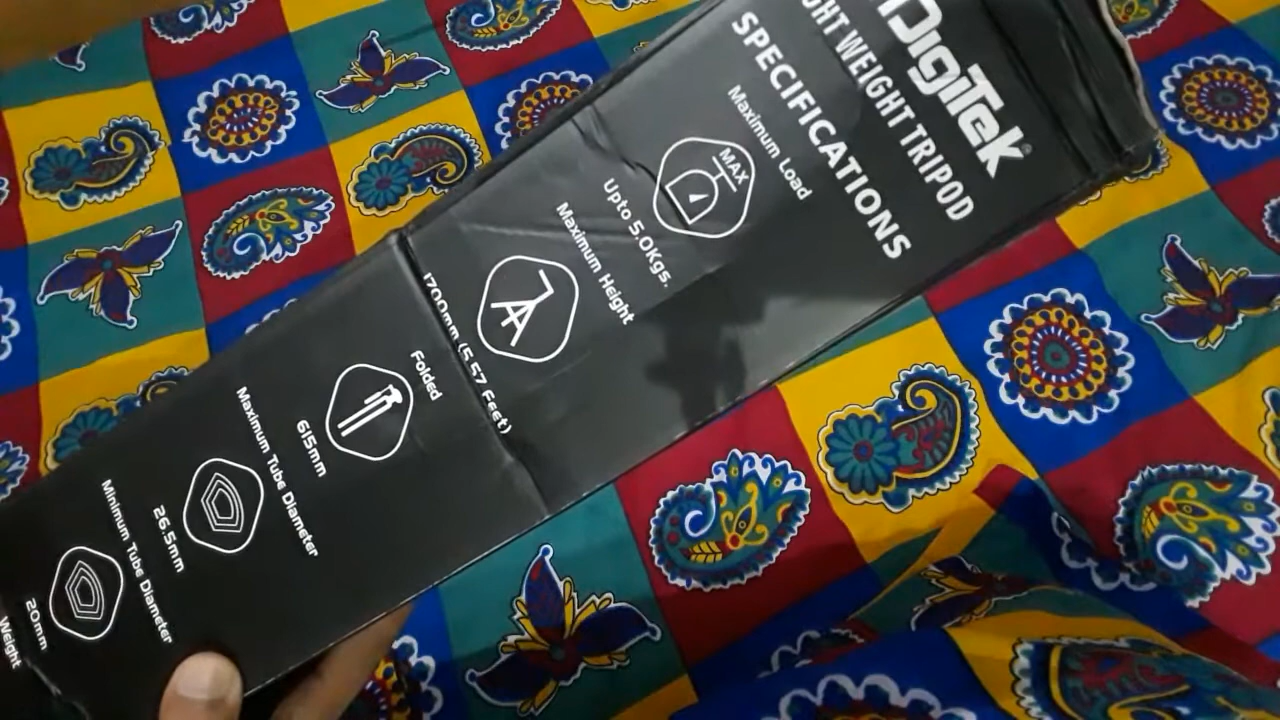 DIGITEK®
WEIGHT TRIPOD
SPECIFICATIONS
Maximum Load
MAX
Upto 5.0Kgs.
Maximum Height
1700mm (5.57 Feet)
Folded
615mm
Maximum Tube Diameter
26.5mm
Minimum Tube Diameter
20mm
Weight